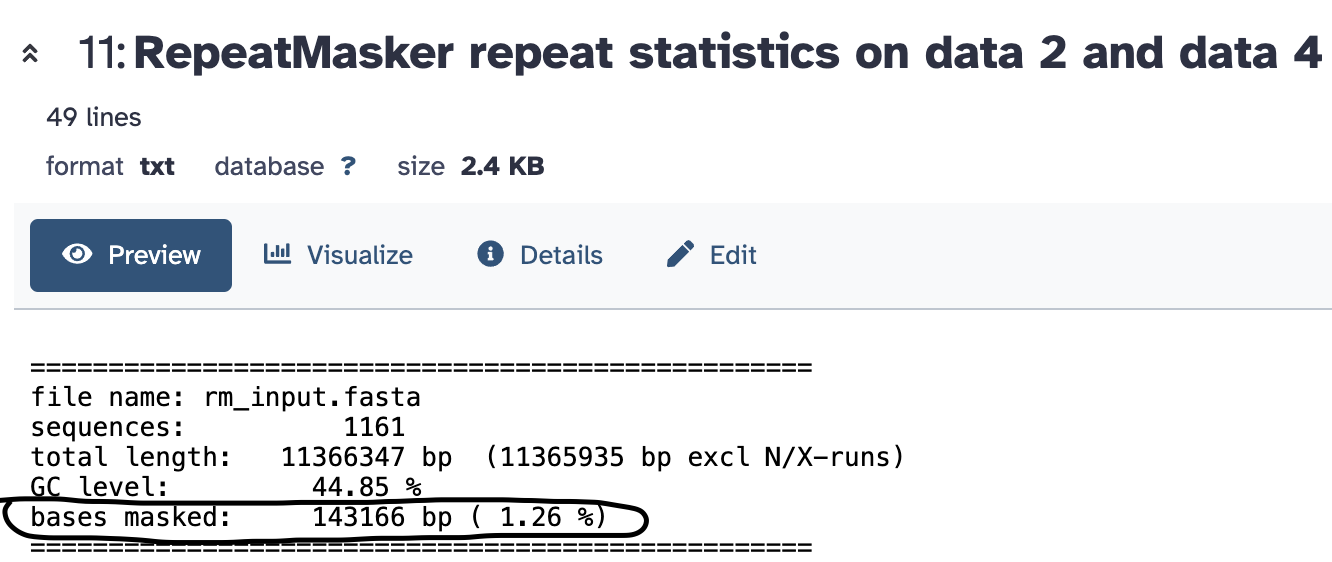 11: RepeatMasker repeat statistics on data 2 and data 4
49 lines
format txt database ? size 2.4 KB
Preview Visualize Details Edit
==================================================
file name: rm_input.fasta
sequences:          1161
total length:   11366347 bp  (11365935 bp excl N/X-runs)
GC level:         44.85 %
bases masked:     143166 bp ( 1.26 %)
==================================================